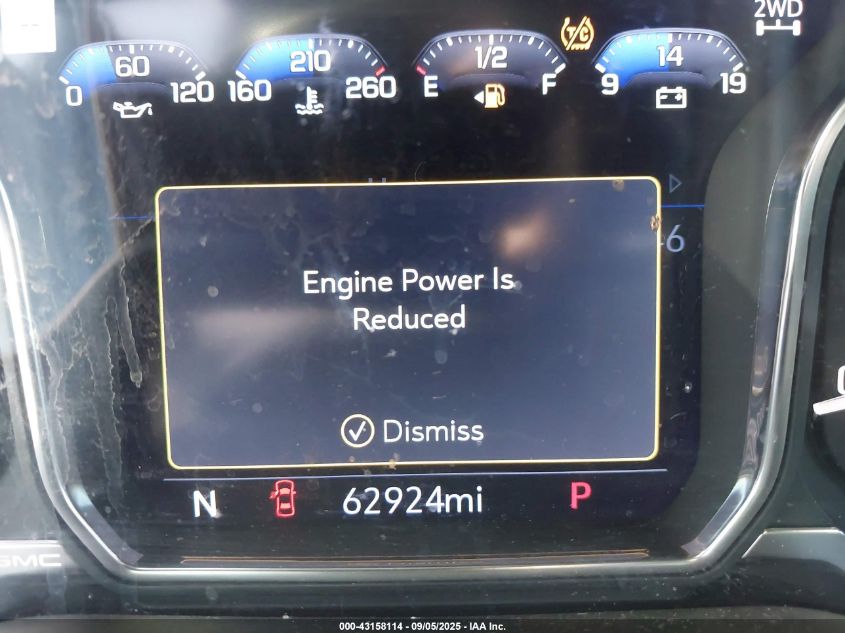 2WD
T/C
60
0 120
210
160 260
1/2
E F
14
9 19
6
Engine Power Is
Reduced
Dismiss
N 62924mi P
GMC
000-43158114 - 09/05/2025 - IAA Inc.